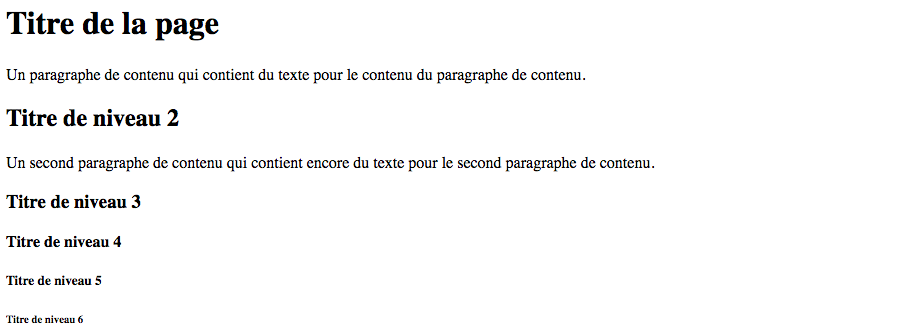 Titre de la page
Un paragraphe de contenu qui contient du texte pour le contenu du paragraphe de contenu.
Titre de niveau 2
Un second paragraphe de contenu qui contient encore du texte pour le second paragraphe de contenu.
Titre de niveau 3
Titre de niveau 4
Titre de niveau 5
Titre de niveau 6